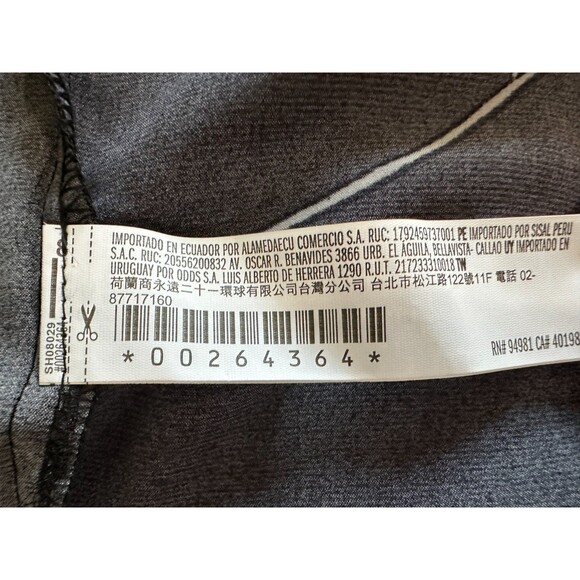 IMPORTADO EN ECUADOR POR ALAMEDAECU COMERCIO S.A. RUC: 1792459737001 PE IMPORTADO POR SISAL PERU
S.A.C. RUC: 20556200832 AV. OSCAR R. BENAVIDES 3866 URB. EL ÁGUILA, BELLAVISTA- CALLAO UY IMPORTADO EN
URUGUAY POR ODDS S.A. LUIS ALBERTO DE HERRERA 1290 R.U.T. 217233310018 TW
荷蘭商永遠二十一環球有限公司台灣分公司 台北市松江路122號11F 電話 02-
87717160
*00264364*
RN# 94981 CA# 40198
SH08029
#00264364